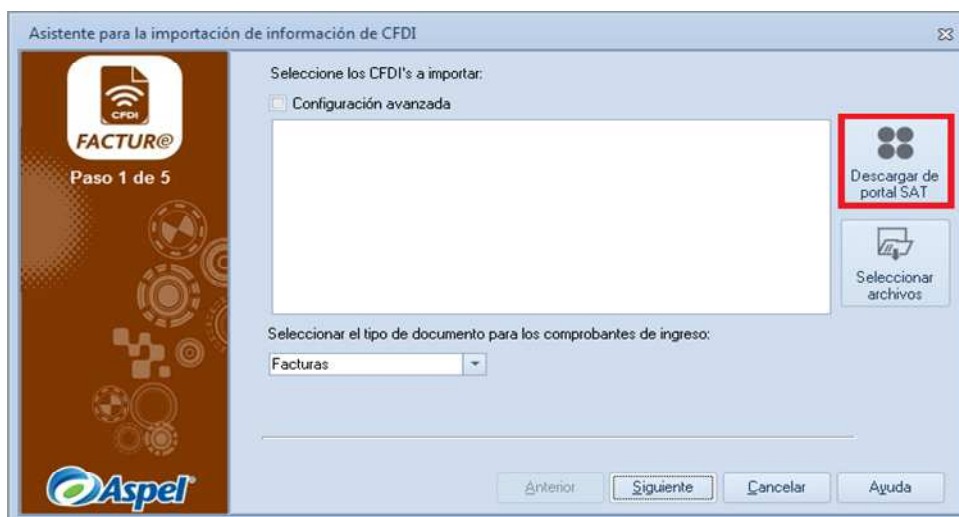 Asistente para la importación de información de CFDI
CFDI
FACTUR@
Paso 1 de 5
Seleccione los CFDI's a importar:
Configuración avanzada
Descargar de
portal SAT
Seleccionar
archivos
Seleccionar el tipo de documento para los comprobantes de ingreso:
Facturas
Aspel
Anterior
Siguiente
Cancelar
Ayuda